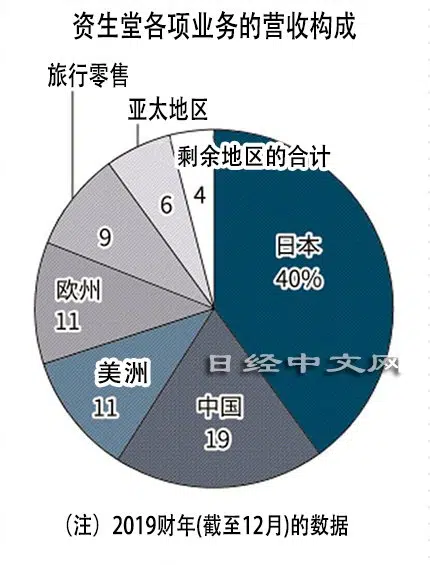 资生堂各项业务的营收构成
旅行零售
亚太地区
剩余地区的合计
4
6
9
日本
40%
欧州
11
日经中文网
美洲
11
中国
19
（注）2019财年(截至12月)的数据